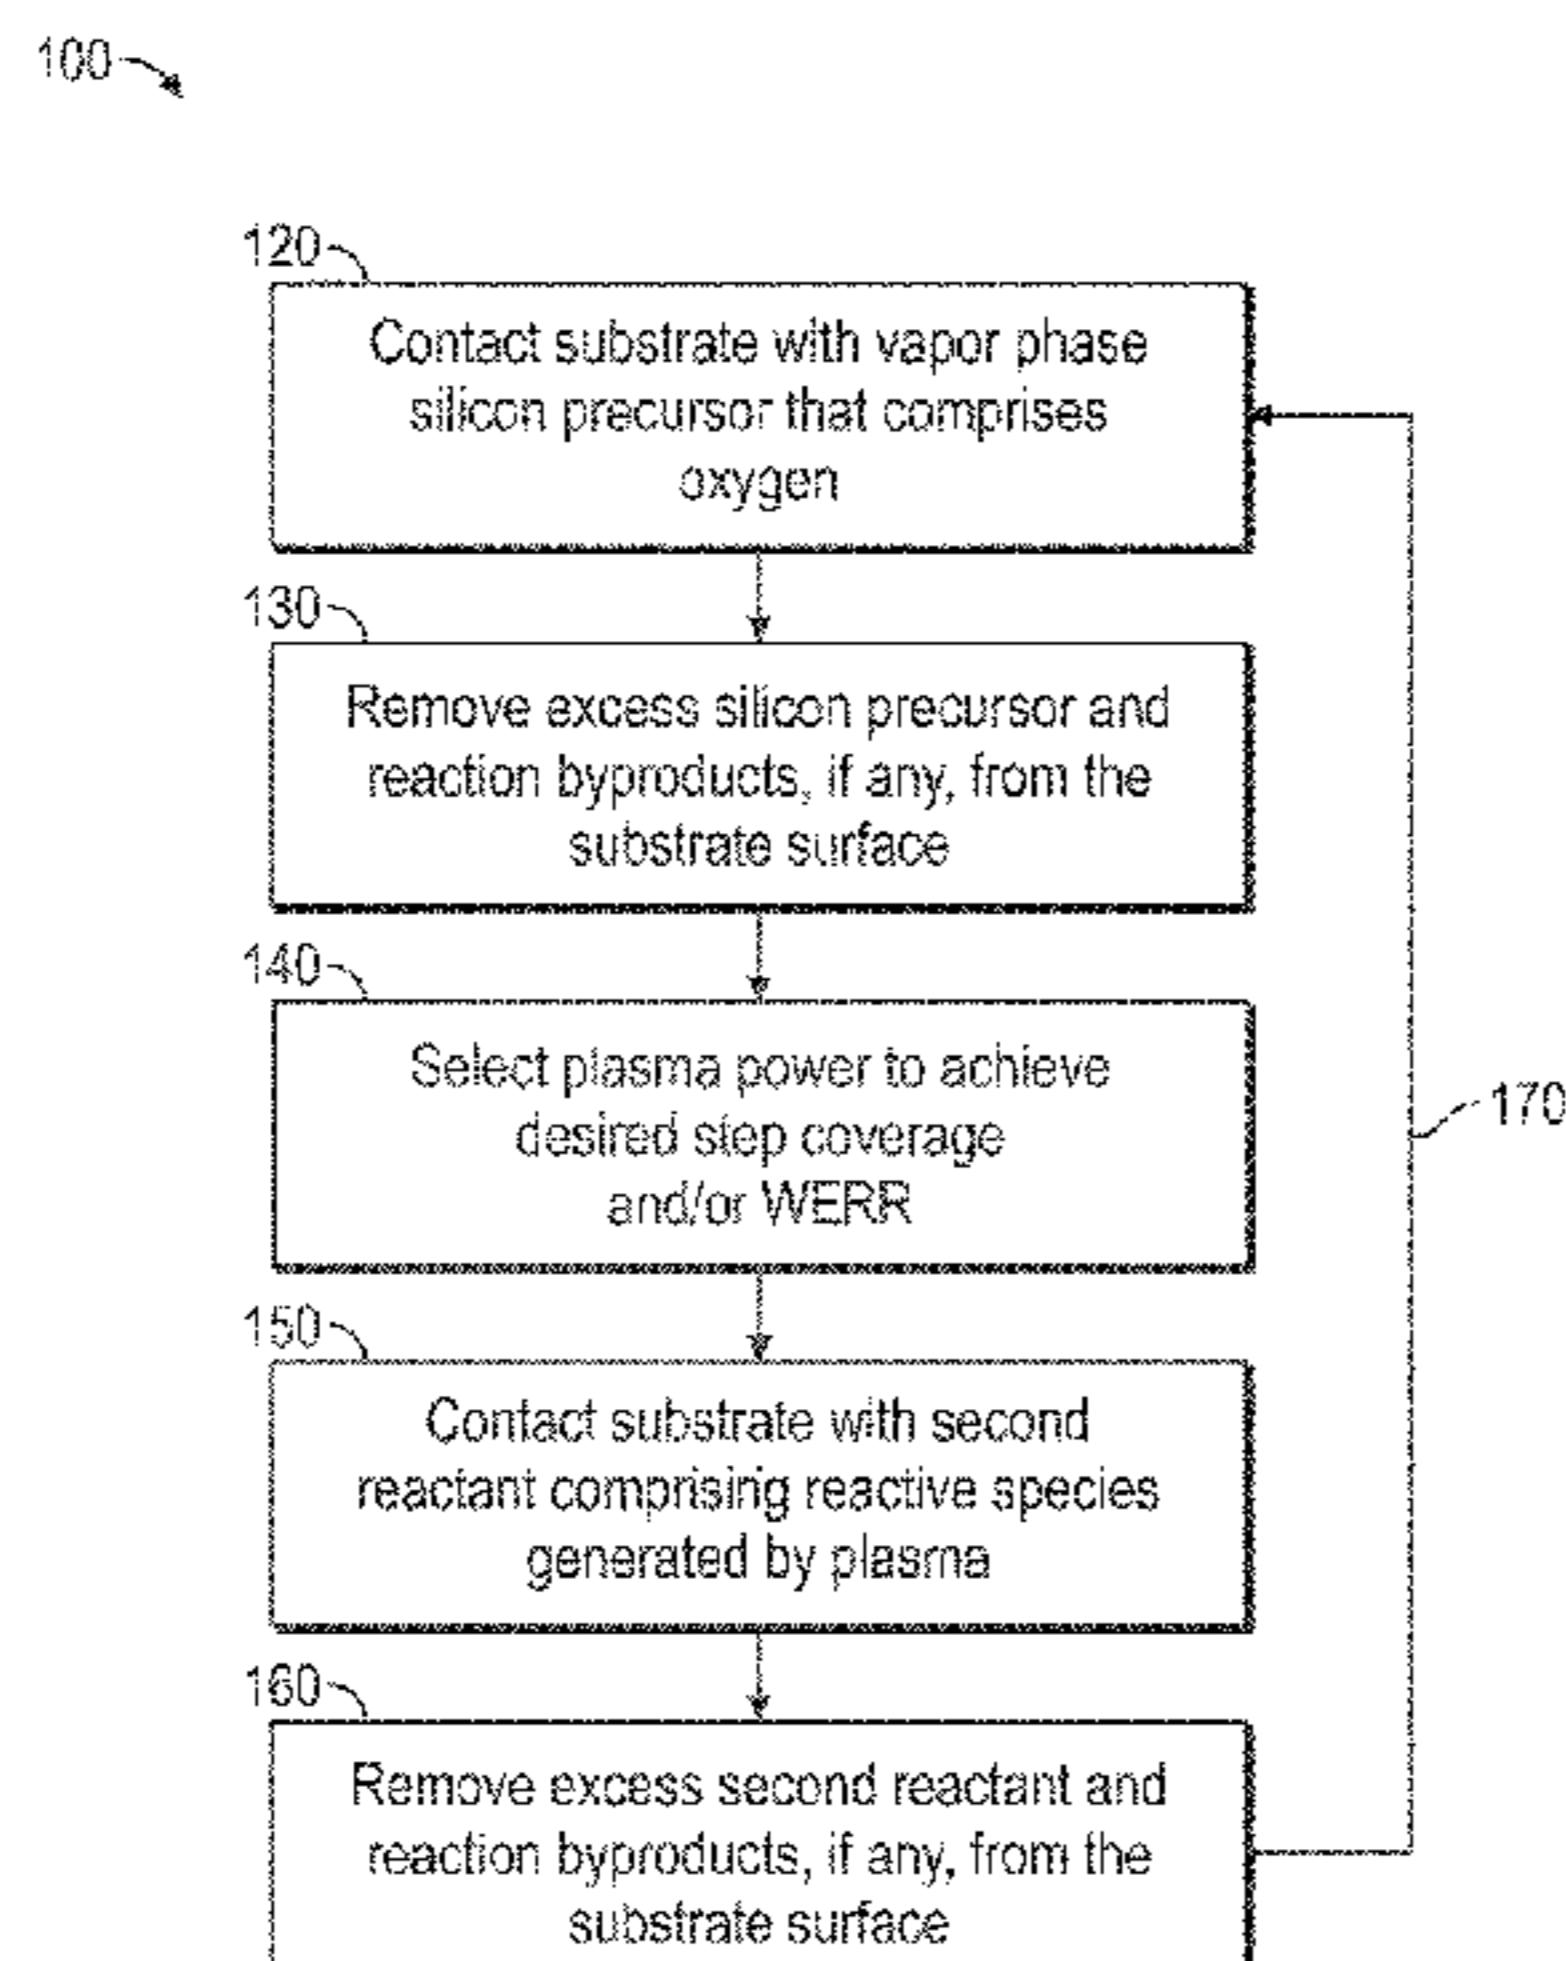 100
120
Contact substrate with vapor phase
silicon precursor that comprises
oxygen
130
Remove excess silicon precursor and
reaction byproducts, if any, from the
substrate surface
140
Select plasma power to achieve
desired step coverage
and/or WERR
170
150
Contact substrate with second
reactant comprising reactive species
generated by plasma
160
Remove excess second reactant and
reaction byproducts, if any, from the
substrate surface